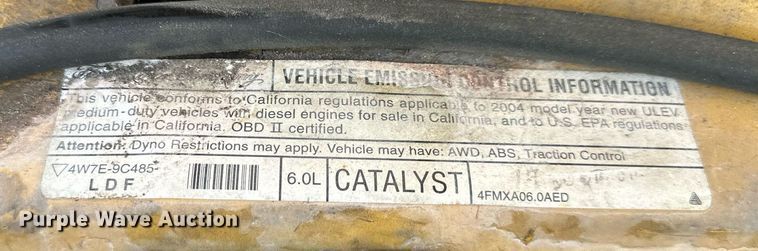 VEHICLE EMISSION CONTROL INFORMATION
This vehicle conforms to California regulations applicable to 2004 model year new ULEV
medium-duty vehicles with diesel engines for sale in California, and to U.S. EPA regulations
applicable in California. OBD II certified.
Attention: Dyno Restrictions may apply. Vehicle may have: AWD, ABS, Traction Control
4W7E-9C485-
LDF
6.0L
CATALYST
4FMXA06.0AED
Purple Wave Auction